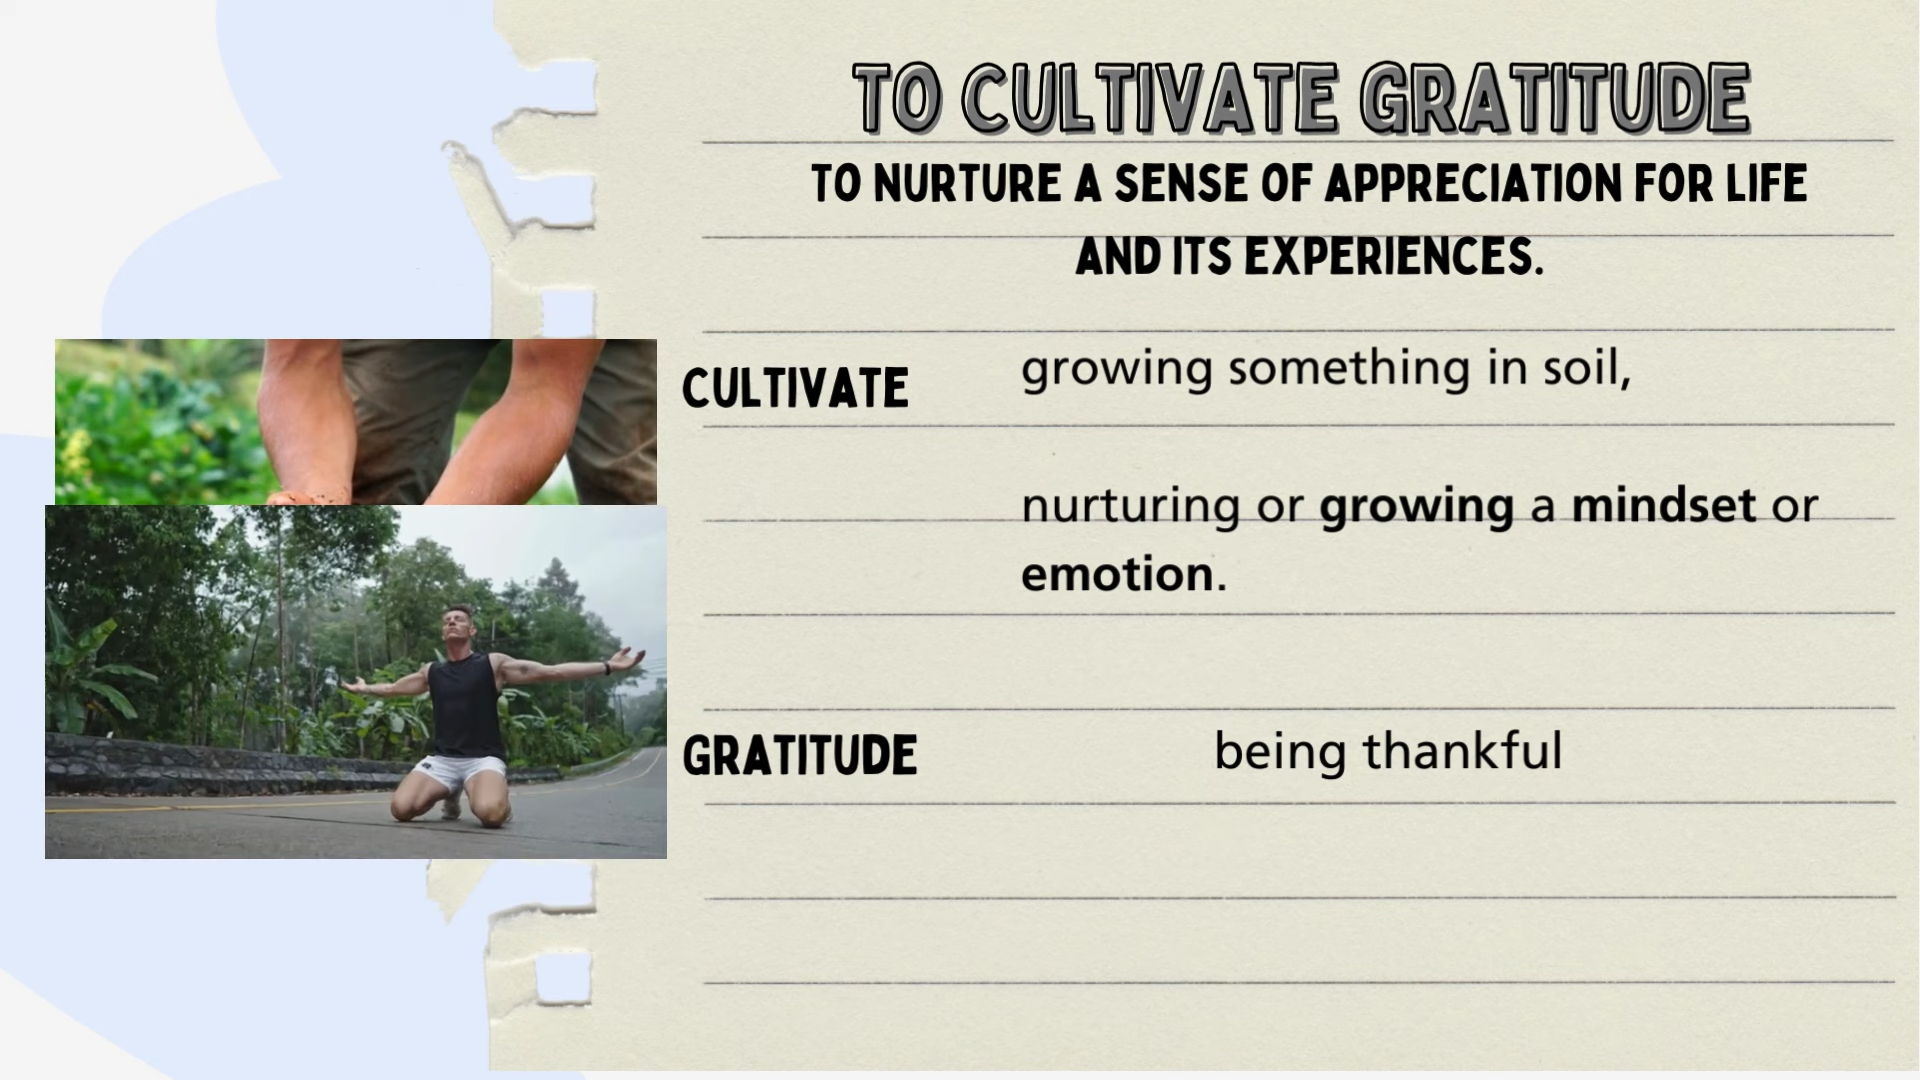 TO CULTIVATE GRATITUDE
TO NURTURE A SENSE OF APPRECIATION FOR LIFE
AND ITS EXPERIENCES.
CULTIVATE
growing something in soil,
nurturing or growing a mindset or
emotion.
GRATITUDE
being thankful